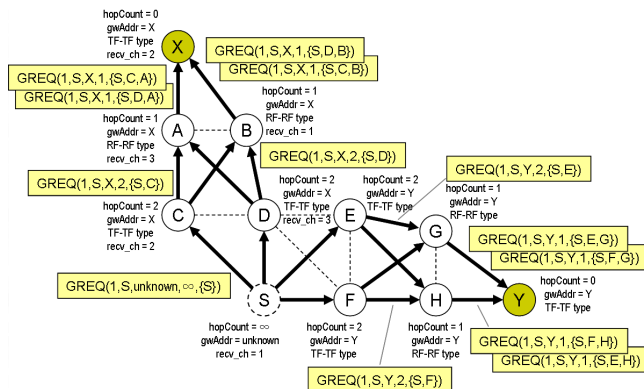 hopCount = 0
gwAddr = X
TF-TF type
recv_ch = 2
X
GREQ(1,S,X,1,{S,D,B})
GREQ(1,S,X,1,{S,C,B})
GREQ(1,S,X,1,{S,C,A})
GREQ(1,S,X,1,{S,D,A})
hopCount = 1
gwAddr = X
RF-RF type
recv_ch = 3
A
B
hopCount = 1
gwAddr = X
RF-RF type
recv_ch = 1
GREQ(1,S,X,2,{S,D})
GREQ(1,S,X,2,{S,C})
hopCount = 2
gwAddr = X
TF-TF type
recv_ch = 2
C
D
hopCount = 2
gwAddr = X
TF-TF type
recv_ch = 3
E
hopCount = 2
gwAddr = Y
TF-TF type
GREQ(1,S,Y,2,{S,E})
hopCount = 1
gwAddr = Y
RF-RF type
G
GREQ(1,S,Y,1,{S,E,G})
GREQ(1,S,Y,1,{S,F,G})
GREQ(1,S,unknown,∞,{S})
S
F
H
Y
hopCount = 0
gwAddr = Y
TF-TF type
hopCount = ∞
gwAddr = unknown
recv_ch = 1
hopCount = 2
gwAddr = Y
TF-TF type
hopCount = 1
gwAddr = Y
RF-RF type
GREQ(1,S,Y,1,{S,F,H})
GREQ(1,S,Y,1,{S,E,H})
GREQ(1,S,Y,2,{S,F})